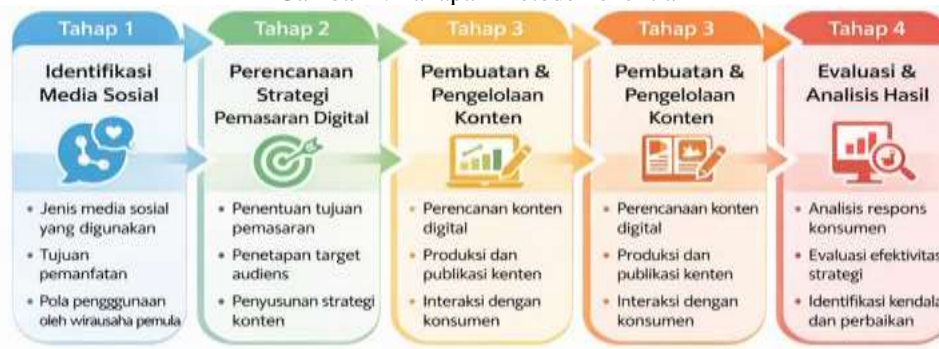 Tahap 1
Identifikasi
Media Sosial
• Jenis media sosial
yang digunakan
• Tujuan
pemanfatan
• Pola pengggunaan
oleh wirausaha pemula
Tahap 2
Perencanaan
Strategi
Pemasaran Digital
• Penentuan tujuan
pemasaran
• Penetapan target
audiens
• Penyusunan strategi
konten
Tahap 3
Pembuatan &
Pengelolaan
Konten
• Perencanan konten
digital
• Produksi dan
publikasi kenten
• Interaksi dengan
konsumen
Tahap 3
Pembuatan &
Pengelolaan
Konten
• Perencanaan konten
digital
• Produksi dan
publikasi kenten
• Interaksi dengan
konsumen
Tahap 4
Evaluasi &
Analisis Hasil
• Analisis respons
konsumen
• Evaluasi efektivitas
strategi
• Identifikasi kendala
dan perbaikan